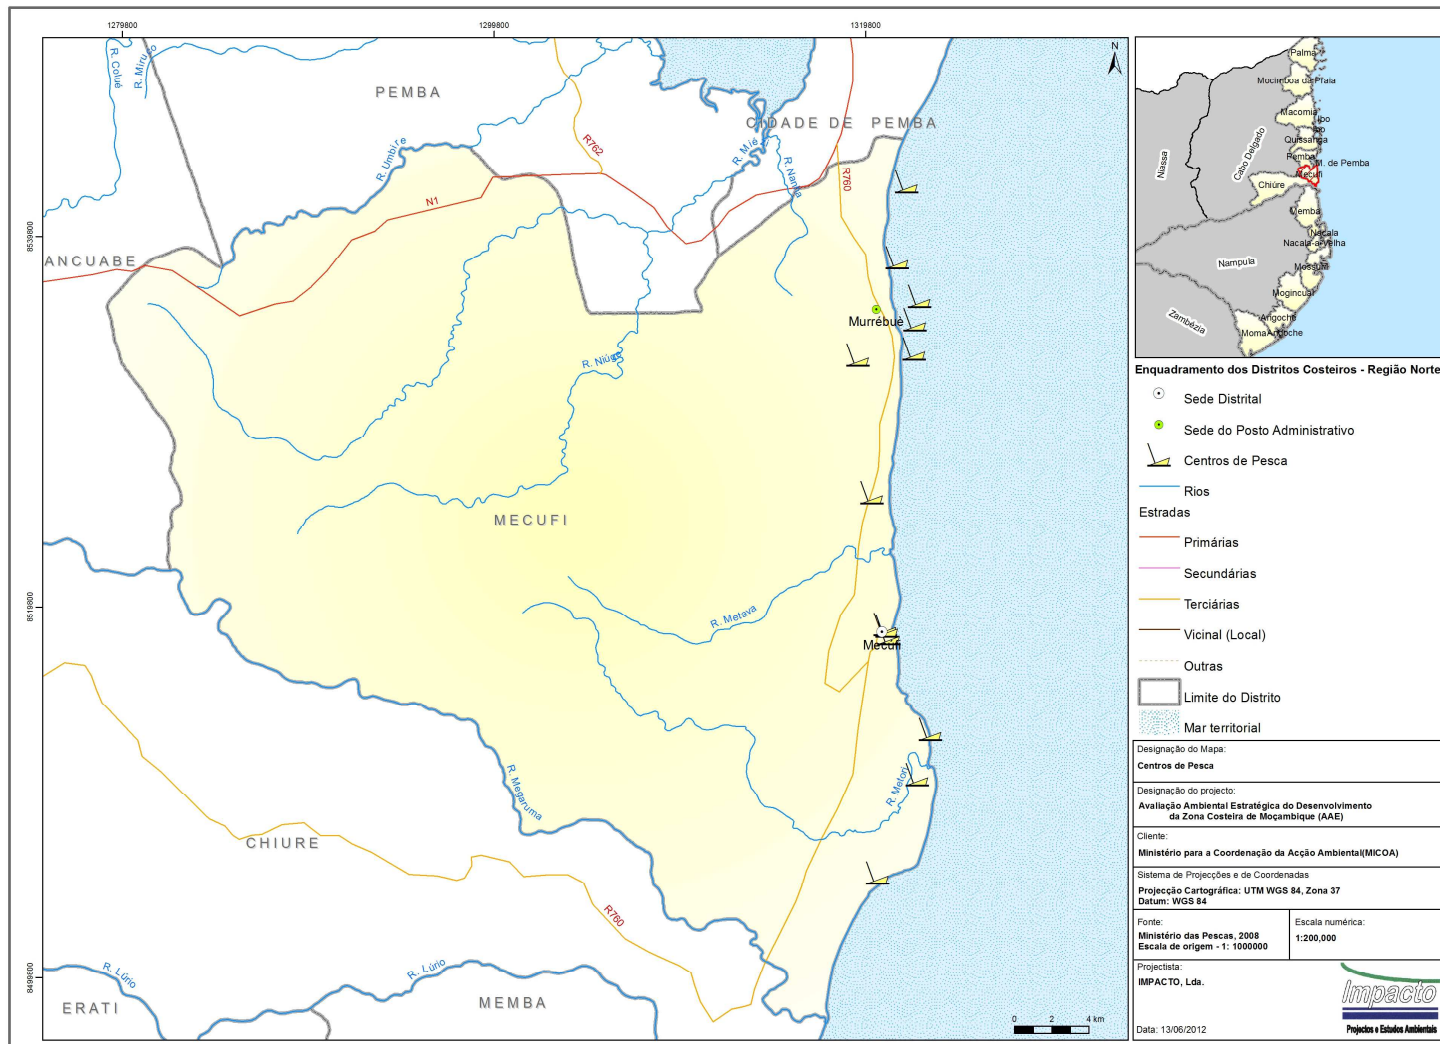 1279800
1299800
1319800
8539800
8519800
8499800
R. Colué
R. Miruco
PEMBA
CIDADE DE PEMBA
R. Umbire
R762
R. Nanha
R760
N1
ANCUABE
Murrébuè
R. Niúge
MECUFI
R. Metava
Mecufi
R. Megaruma
R. Metori
CHIURE
R760
R. Lúrio
R. Lúrio
ERATI
MEMBA
0 2 4 km
N
Palma
Mocimboa da Praia
Macomia
Ibo
Quissanga
Pemba
M. de Pemba
Mecufi
Chiúre
Cabo Delgado
Niassa
Memba
Nacala
Nacala-a-Velha
Nampula
Mossuril
Mogincual
Angoche
Moma
Angoche
Zambézia
Enquadramento dos Distritos Costeiros - Região Norte
Sede Distrital
Sede do Posto Administrativo
Centros de Pesca
Rios
Estradas
Primárias
Secundárias
Terciárias
Vicinal (Local)
Outras
Limite do Distrito
Mar territorial
Designação do Mapa:
Centros de Pesca
Designação do projecto:
Avaliação Ambiental Estratégica do Desenvolvimento
da Zona Costeira de Moçambique (AAE)
Cliente:
Ministério para a Coordenação da Acção Ambiental(MICOA)
Sistema de Projecções e de Coordenadas
Projecção Cartográfica: UTM WGS 84, Zona 37
Datum: WGS 84
Fonte:
Ministério das Pescas, 2008
Escala de origem - 1: 1000000
Escala numérica:
1:200,000
Projectista:
IMPACTO, Lda.
Data: 13/06/2012
Impacto
Projectos e Estudos Ambientais